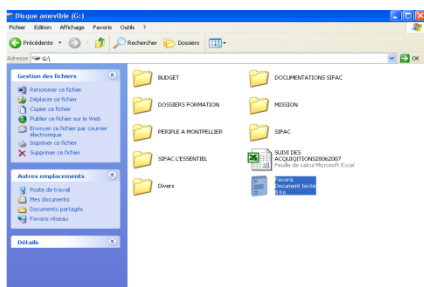 Disque amovible (G:)
Fichier Edition Affichage Favoris Outils ?
Précédente Rechercher Dossiers
Adresse G:\ OK
Gestion des fichiers
Renommer ce fichier
Déplacer ce fichier
Copier ce fichier
Publier ce fichier sur le Web
Envoyer ce fichier par courrier
électronique
Imprimer ce fichier
Supprimer ce fichier
Autres emplacements
Poste de travail
Mes documents
Documents partagés
Favoris réseau
Détails
BUDGET
DOCUMENTATIONS SIFAC
DOSSIERS FORMATION
MISSION
PERIPLE A MONTPELLIER
SIFAC
SIFAC L'ESSENTIEL
SUIVI DES
ACQUIQITIONS20062007
Feuille de calcul Microsoft Excel
Divers
Favoris
Document texte
6 Ko